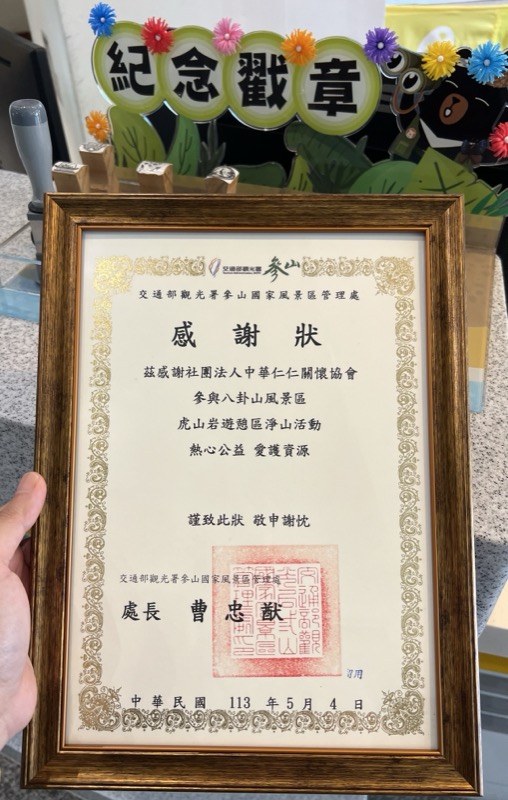 紀念戳章
交通部觀光署 參山
交通部觀光署參山國家風景區管理處
感謝狀
茲感謝社團法人中華仁仁關懷協會
參與八卦山風景區
虎山岩遊憩區淨山活動
熱心公益 愛護資源
謹致此狀 敬申謝忱
交通部觀光署參山國家風景區管理處
處長 曹忠猷
中華民國 113 年 5 月 4 日